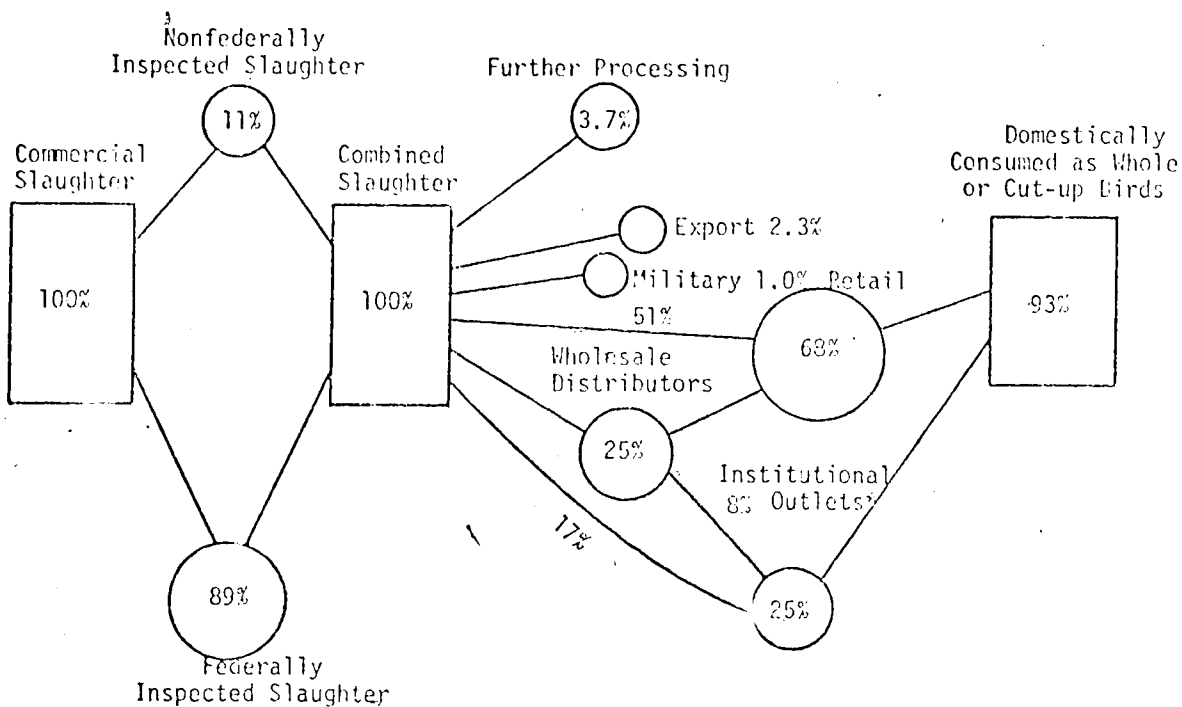 Nonfederally
Inspected Slaughter
11%
Further Processing
3.7%
Commercial
Slaughter
100%
Combined
Slaughter
100%
Export 2.3%
Military 1.0% Retail
51%
68%
Domestically
Consumed as Whole
or Cut-up Birds
93%
Wholesale
Distributors
25%
Institutional
8% Outlets*
17%
25%
89%
Federally
Inspected Slaughter